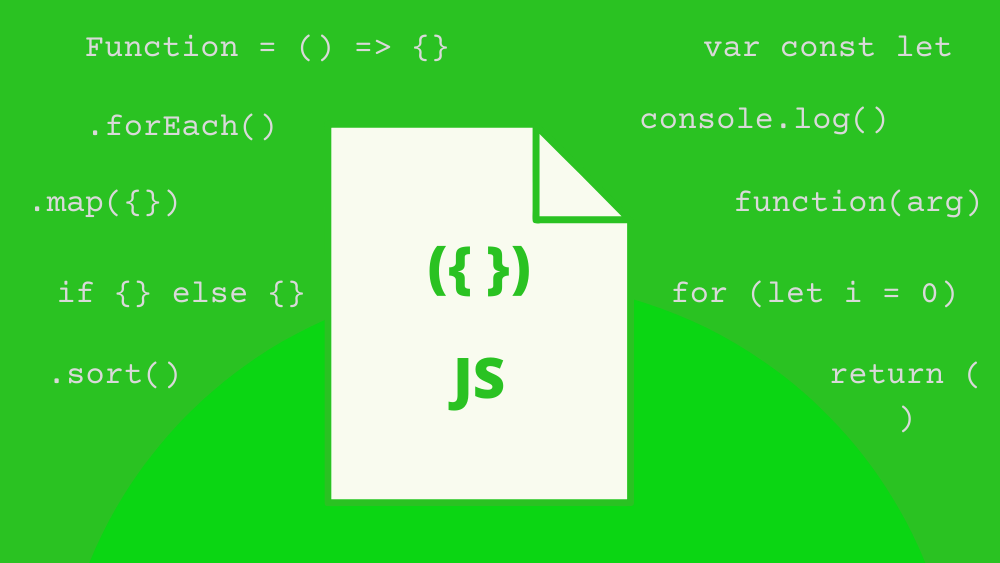 Function = () => {}
var const let
.forEach()
console.log()
.map({})
function(arg)
({ })
if {} else {}
for (let i = 0)
JS
.sort()
return (
)